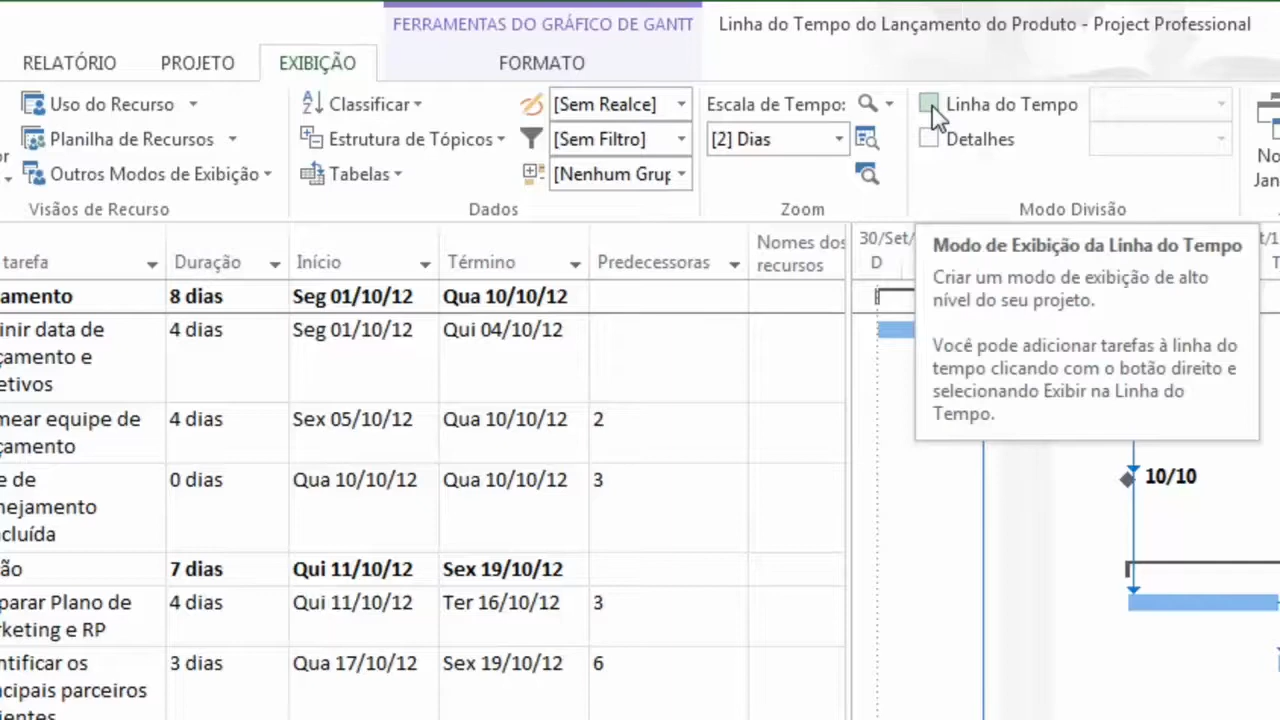 FERRAMENTAS DO GRÁFICO DE GANTT
Linha do Tempo do Lançamento do Produto - Project Professional
RELATÓRIO PROJETO EXIBIÇÃO FORMATO
Uso do Recurso
Planilha de Recursos
Outros Modos de Exibição
Visãos de Recurso
Classificar
Estrutura de Tópicos
Tabelas
[Sem Realce]
[Sem Filtro]
[Nenhum Grup
Dados
Escala de Tempo:
[2] Dias
Zoom
Linha do Tempo
Detalhes
Modo Divisão
No
Jan
tarefa Duração Início Término Predecessoras Nomes dos
recursos
30/Set/
D
T
amento 8 dias Seg 01/10/12 Qua 10/10/12
inir data de 4 dias Seg 01/10/12 Qui 04/10/12
çamento e
etivos
mear equipe de 4 dias Sex 05/10/12 Qua 10/10/12 2
çamento
e de 0 dias Qua 10/10/12 Qua 10/10/12 3
nejamento
cluída
ão 7 dias Qui 11/10/12 Sex 19/10/12
parar Plano de 4 dias Qui 11/10/12 Ter 16/10/12 3
rketing e RP
ntificar os 3 dias Qua 17/10/12 Sex 19/10/12 6
ncipais parceiros
Modo de Exibição da Linha do Tempo
Criar um modo de exibição de alto
nível do seu projeto.
Você pode adicionar tarefas à linha do
tempo clicando com o botão direito e
selecionando Exibir na Linha do
Tempo.
10/10